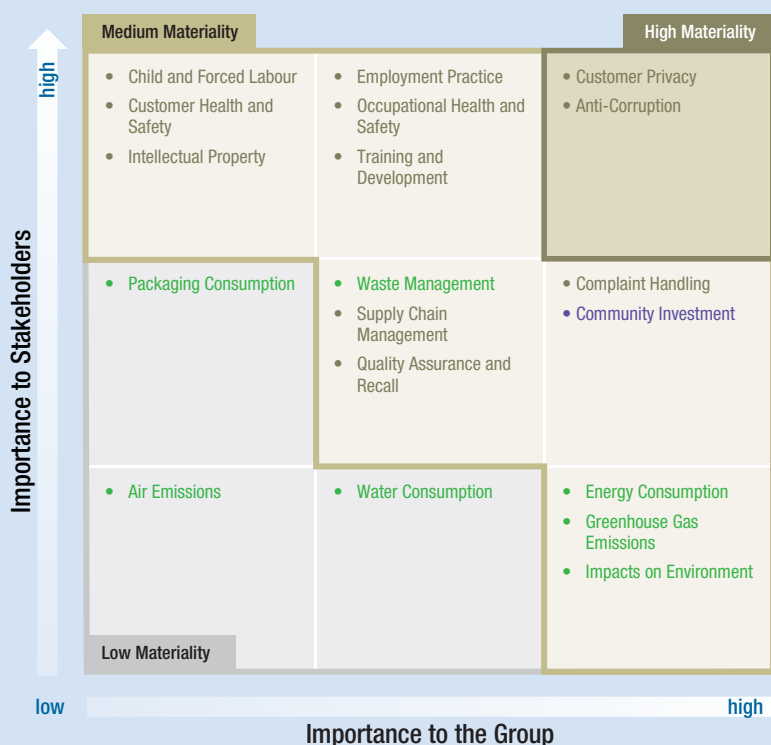 Medium Materiality
High Materiality
high
• Child and Forced Labour
• Customer Health and
Safety
• Intellectual Property
• Employment Practice
• Occupational Health and
Safety
• Training and
Development
• Customer Privacy
• Anti-Corruption
Importance to Stakeholders
• Packaging Consumption
• Waste Management
• Supply Chain
Management
• Quality Assurance and
Recall
• Complaint Handling
• Community Investment
• Air Emissions
• Water Consumption
• Energy Consumption
• Greenhouse Gas
Emissions
• Impacts on Environment
Low Materiality
low
high
Importance to the Group